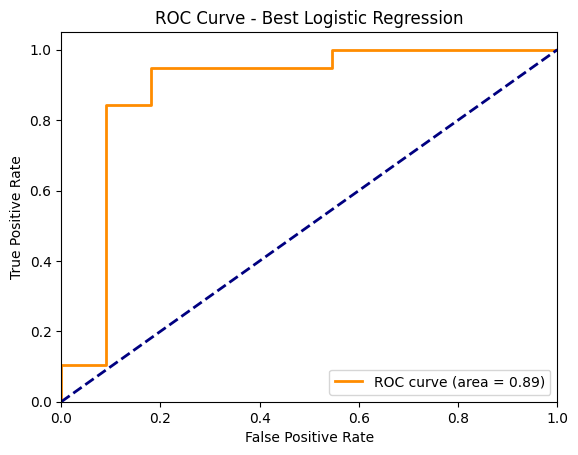 ROC Curve - Best Logistic Regression
True Positive Rate
1.0
0.8
0.6
0.4
0.2
0.0
ROC curve (area = 0.89)
0.0 0.2 0.4 0.6 0.8 1.0
False Positive Rate